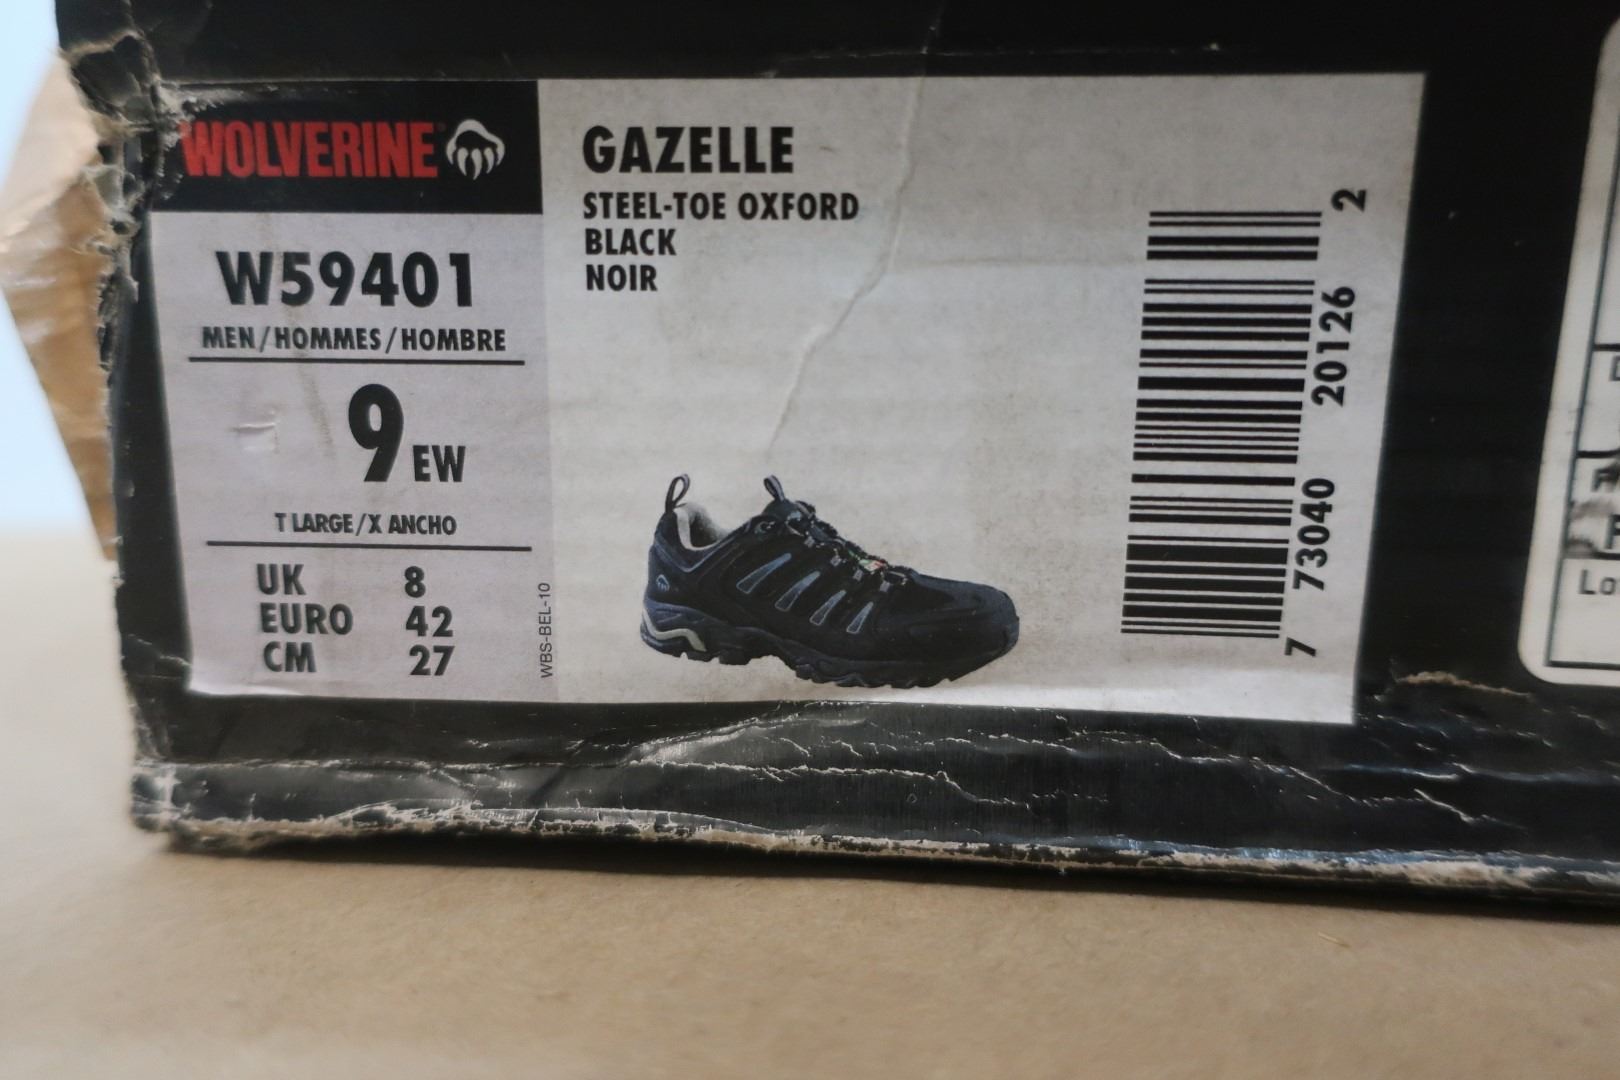 WOLVERINE
W59401
MEN/HOMMES/HOMBRE
9 EW
T LARGE/X ANCHO
UK 8
EURO 42
CM 27
WBS-BEL-10
GAZELLE
STEEL-TOE OXFORD
BLACK
NOIR
7 73040 20126 2
Lo